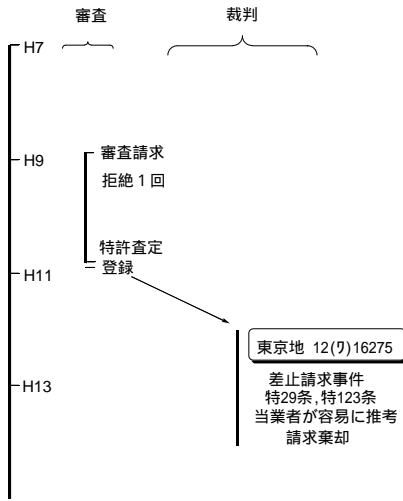 審査 裁判
H7
H9
審査請求
拒絶1回
特許査定
登録
H11
東京地 12(ワ)16275
H13
差止請求事件
特29条,特123条
当業者が容易に推考
請求棄却